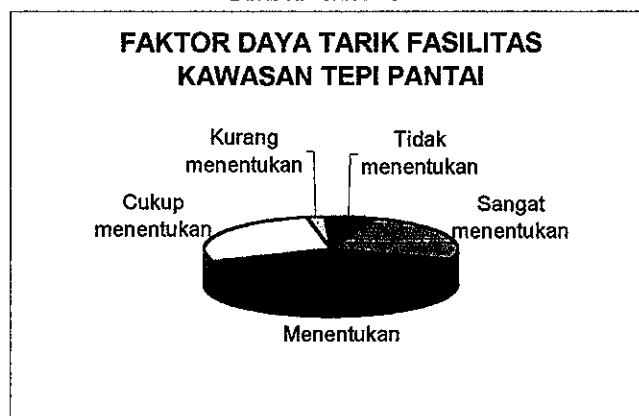 FAKTOR DAYA TARIK FASILITAS
KAWASAN TEPI PANTAI
Kurang
menentukan
Tidak
menentukan
Cukup
menentukan
Sangat
menentukan
Menentukan